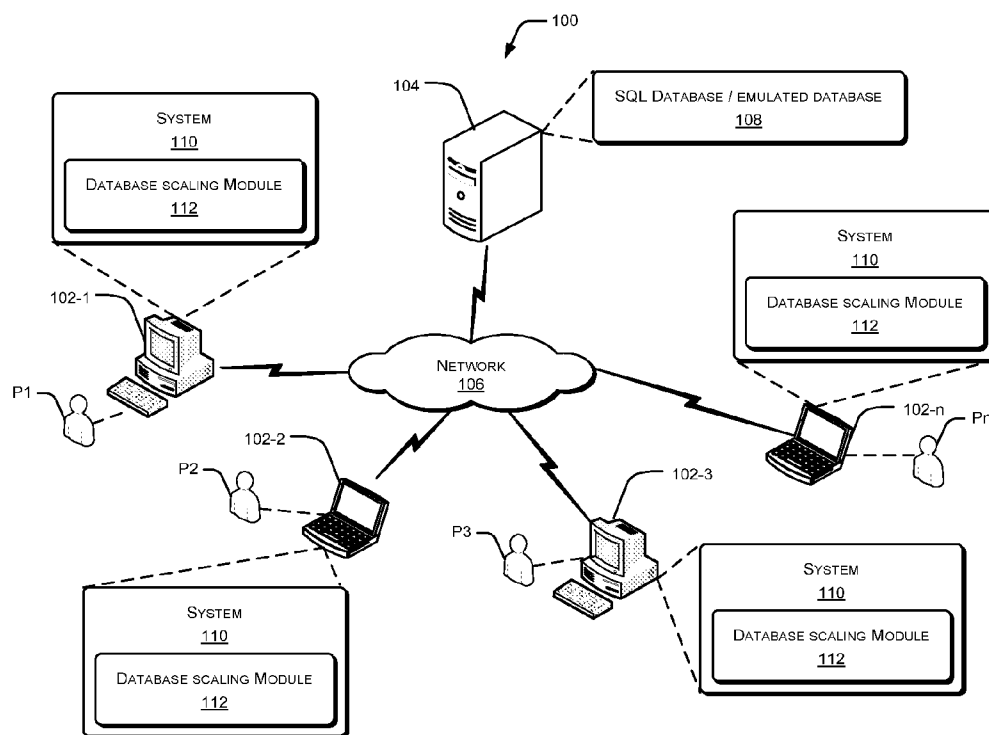 100
104
SQL DATABASE / EMULATED DATABASE
108
SYSTEM
110
DATABASE SCALING MODULE
112
SYSTEM
110
DATABASE SCALING MODULE
112
102-1
P1
NETWORK
106
102-n
Pn
102-2
P2
102-3
P3
SYSTEM
110
DATABASE SCALING MODULE
112
SYSTEM
110
DATABASE SCALING MODULE
112